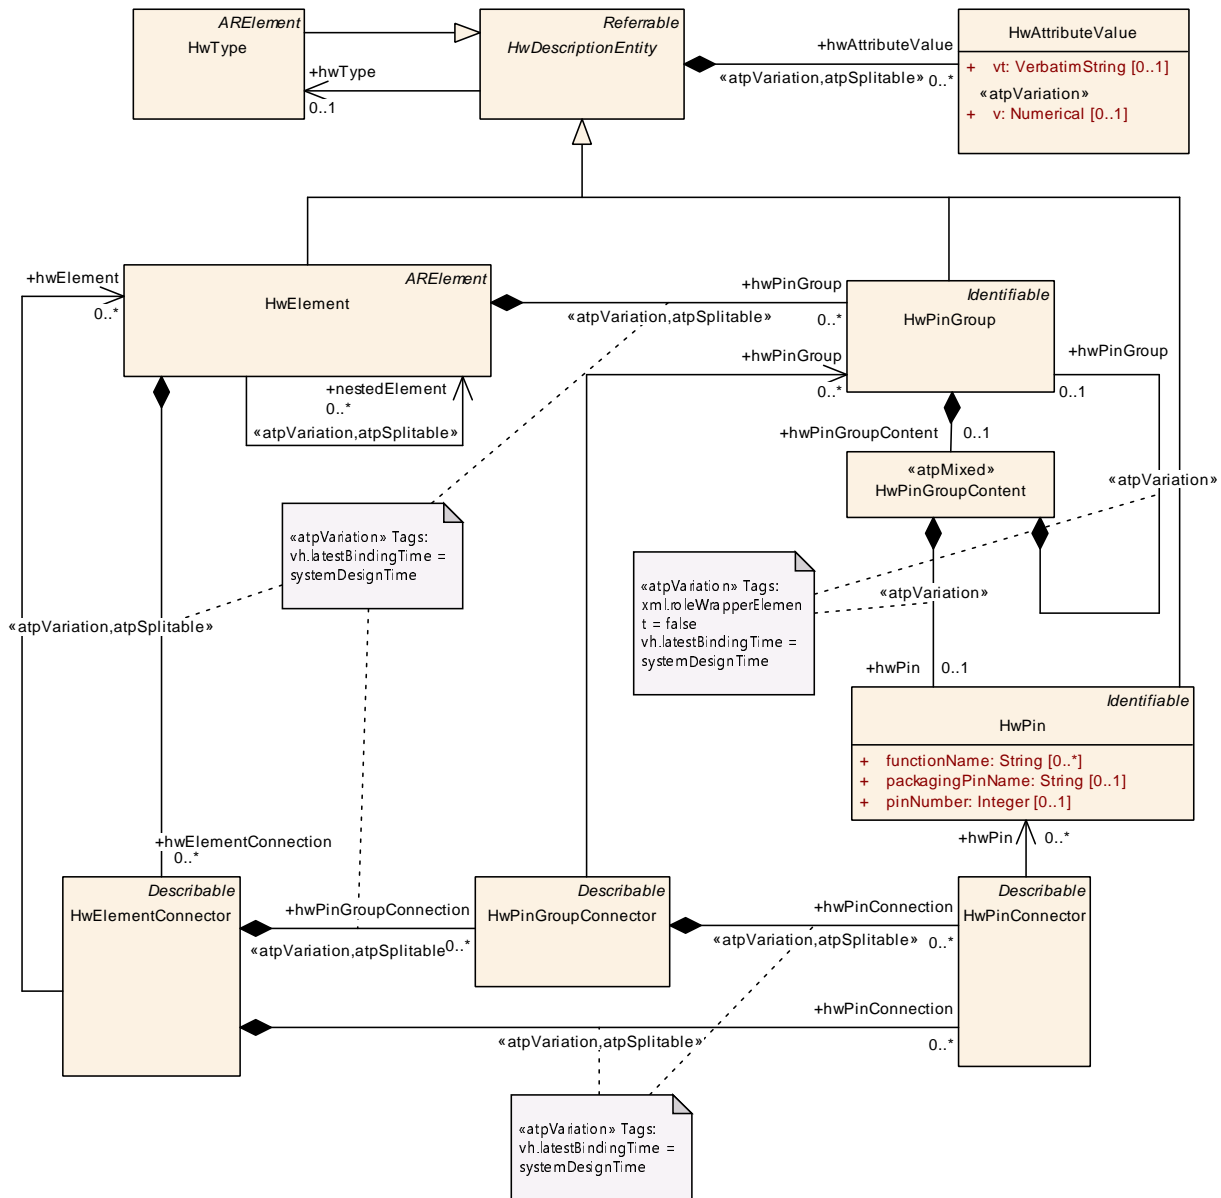 ARElement
HwType
Referrable
HwDescriptionEntity
HwAttributeValue
+ vt: VerbatimString [0..1]
«atpVariation»
+ v: Numerical [0..1]
+hwType
0..1
+hwAttributeValue
«atpVariation,atpSplitable» 0..*
+hwElement
0..*
ARElement
HwElement
+hwPinGroup
«atpVariation,atpSplitable»
0..*
Identifiable
HwPinGroup
+hwPinGroup
0..*
+hwPinGroup
0..1
+nestedElement
0..*
«atpVariation,atpSplitable»
+hwPinGroupContent 0..1
«atpMixed»
HwPinGroupContent
«atpVariation»
«atpVariation» Tags:
vh.latestBindingTime =
systemDesignTime
«atpVariation» Tags:
xml.roleWrapperElemen
t = false
vh.latestBindingTime =
systemDesignTime
«atpVariation»
«atpVariation,atpSplitable»
+hwPin 0..1
Identifiable
HwPin
+ functionName: String [0..*]
+ packagingPinName: String [0..1]
+ pinNumber: Integer [0..1]
+hwElementConnection
0..*
+hwPin 0..*
Describable
HwElementConnector
+hwPinGroupConnection
«atpVariation,atpSplitable» 0..*
Describable
HwPinGroupConnector
+hwPinConnection
«atpVariation,atpSplitable» 0..*
Describable
HwPinConnector
+hwPinConnection
«atpVariation,atpSplitable»
0..*
«atpVariation» Tags:
vh.latestBindingTime =
systemDesignTime